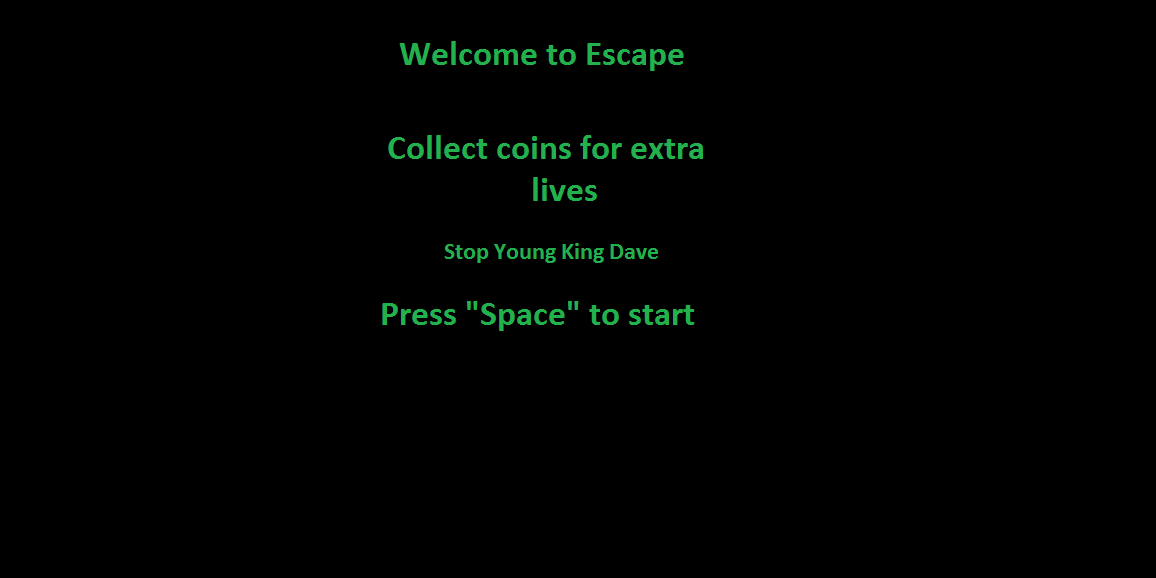 Welcome to Escape
Collect coins for extra
lives
Stop Young King Dave
Press "Space" to start